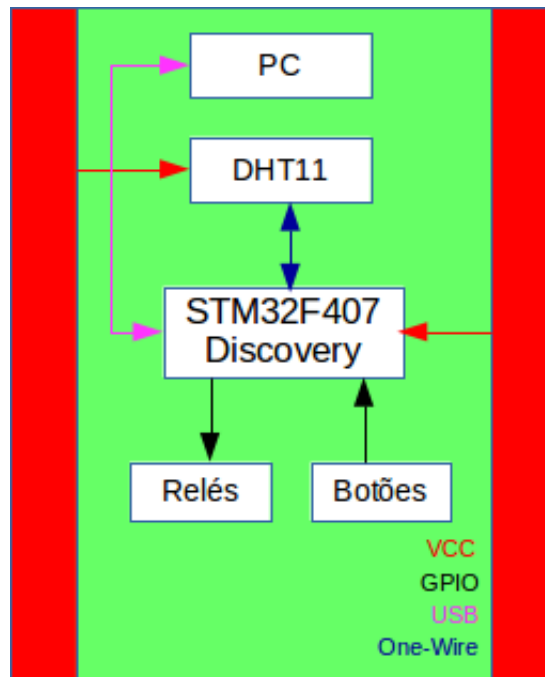 PC
DHT11
STM32F407
Discovery
Relés
Botões
VCC
GPIO
USB
One-Wire